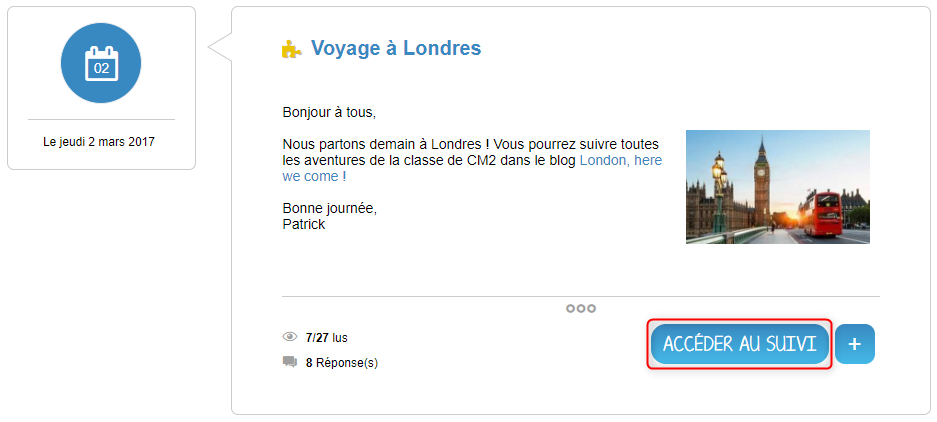 02
Le jeudi 2 mars 2017
Voyage à Londres
Bonjour à tous,
Nous partons demain à Londres ! Vous pourrez suivre toutes
les aventures de la classe de CM2 dans le blog London, here
we come !
Bonne journée,
Patrick
7/27 lus
8 Réponse(s)
ACCÉDER AU SUIVI
+